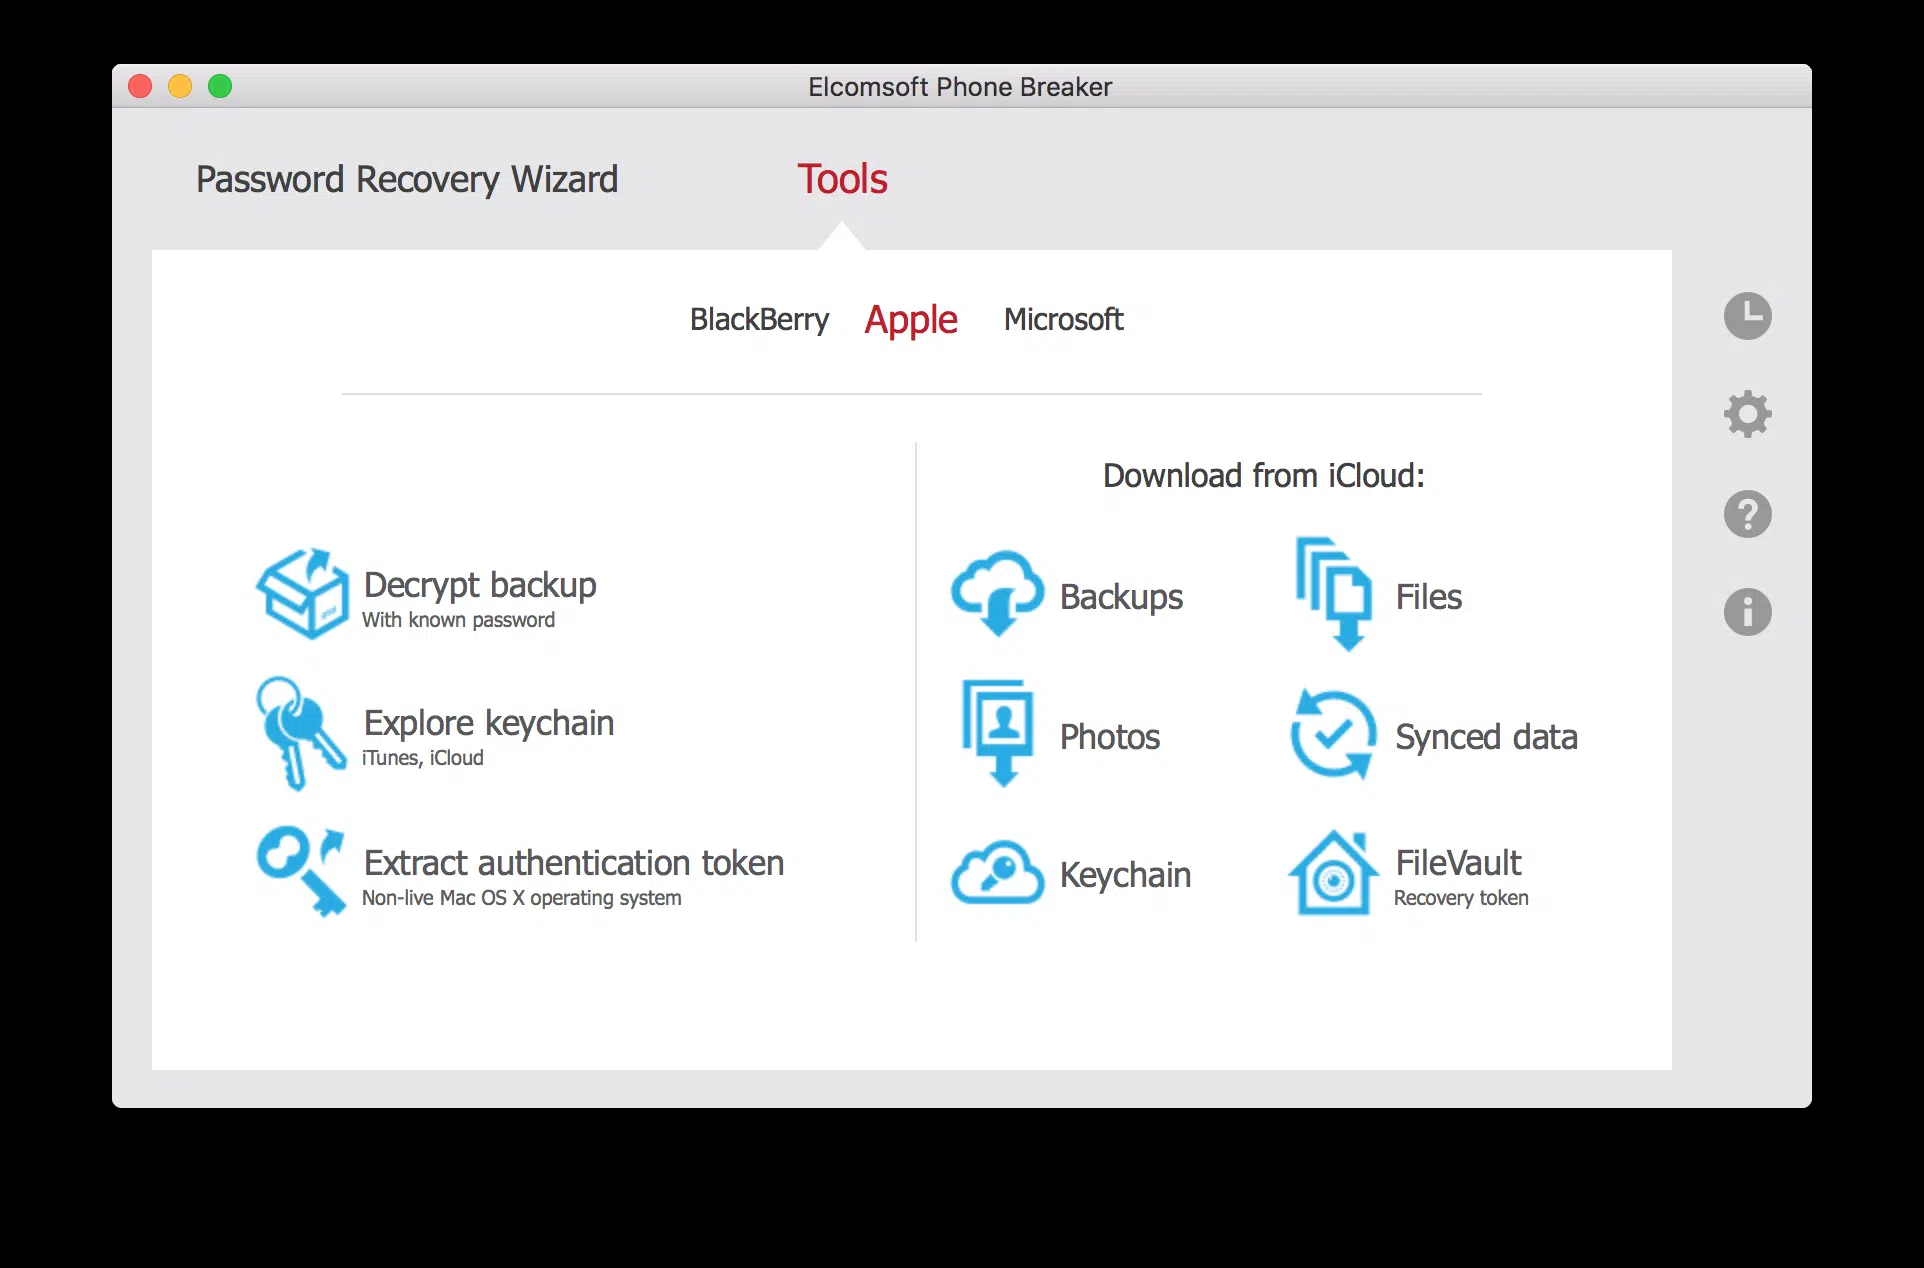 Elcomsoft Phone Breaker
Password Recovery Wizard
Tools
BlackBerry
Apple
Microsoft
Decrypt backup
With known password
Explore keychain
iTunes, iCloud
Extract authentication token
Non-live Mac OS X operating system
Download from iCloud:
Backups
Files
Photos
Synced data
Keychain
FileVault
Recovery token